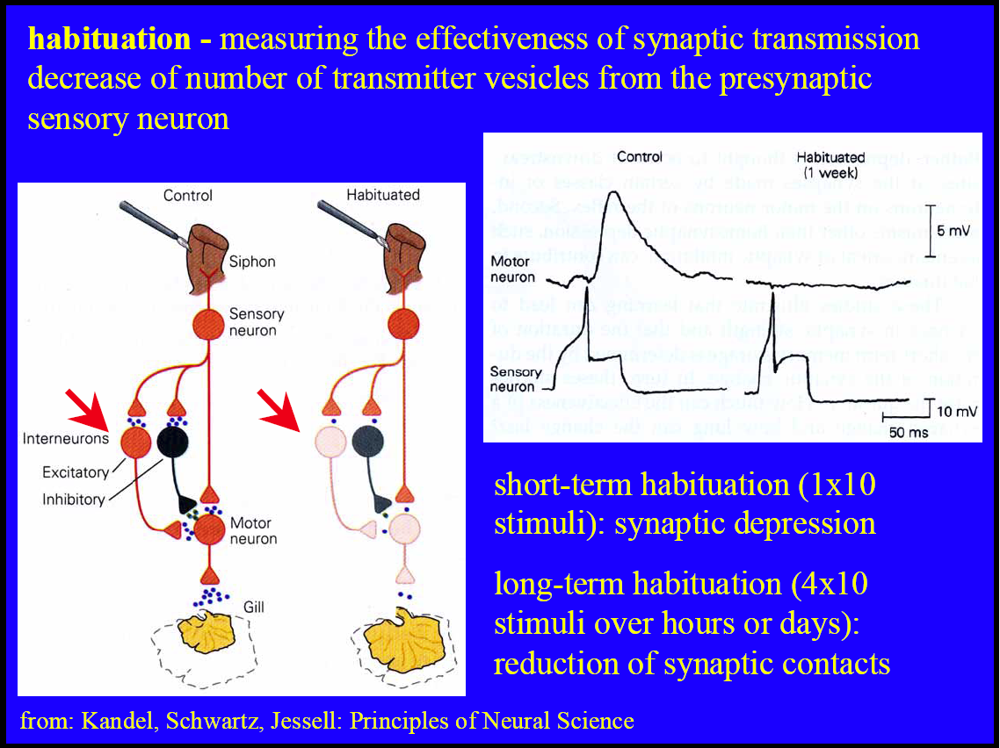 habituation - measuring the effectiveness of synaptic transmission
decrease of number of transmitter vesicles from the presynaptic
sensory neuron
Control
Habituated
Siphon
Sensory
neuron
Interneurons
Excitatory
Inhibitory
Motor
neuron
Gill
Control
Habituated
(1 week)
5 mV
Motor
neuron
Sensory
neuron
10 mV
50 ms
short-term habituation (1x10
stimuli): synaptic depression
long-term habituation (4x10
stimuli over hours or days):
reduction of synaptic contacts
from: Kandel, Schwartz, Jessell: Principles of Neural Science